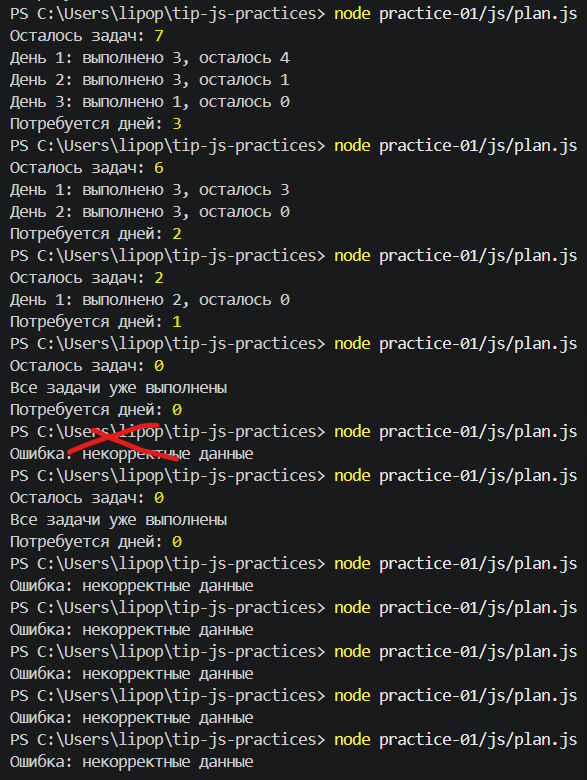 PS C:\Users\lipop\tip-js-practices> node practice-01/js/plan.js
Осталось задач: 7
День 1: выполнено 3, осталось 4
День 2: выполнено 3, осталось 1
День 3: выполнено 1, осталось 0
Потребуется дней: 3
PS C:\Users\lipop\tip-js-practices> node practice-01/js/plan.js
Осталось задач: 6
День 1: выполнено 3, осталось 3
День 2: выполнено 3, осталось 0
Потребуется дней: 2
PS C:\Users\lipop\tip-js-practices> node practice-01/js/plan.js
Осталось задач: 2
День 1: выполнено 2, осталось 0
Потребуется дней: 1
PS C:\Users\lipop\tip-js-practices> node practice-01/js/plan.js
Осталось задач: 0
Все задачи уже выполнены
Потребуется дней: 0
PS C:\Users\lipop\tip-js-practices> node practice-01/js/plan.js
Ошибка: некорректные данные
PS C:\Users\lipop\tip-js-practices> node practice-01/js/plan.js
Осталось задач: 0
Все задачи уже выполнены
Потребуется дней: 0
PS C:\Users\lipop\tip-js-practices> node practice-01/js/plan.js
Ошибка: некорректные данные
PS C:\Users\lipop\tip-js-practices> node practice-01/js/plan.js
Ошибка: некорректные данные
PS C:\Users\lipop\tip-js-practices> node practice-01/js/plan.js
Ошибка: некорректные данные
PS C:\Users\lipop\tip-js-practices> node practice-01/js/plan.js
Ошибка: некорректные данные
PS C:\Users\lipop\tip-js-practices> node practice-01/js/plan.js
Ошибка: некорректные данные